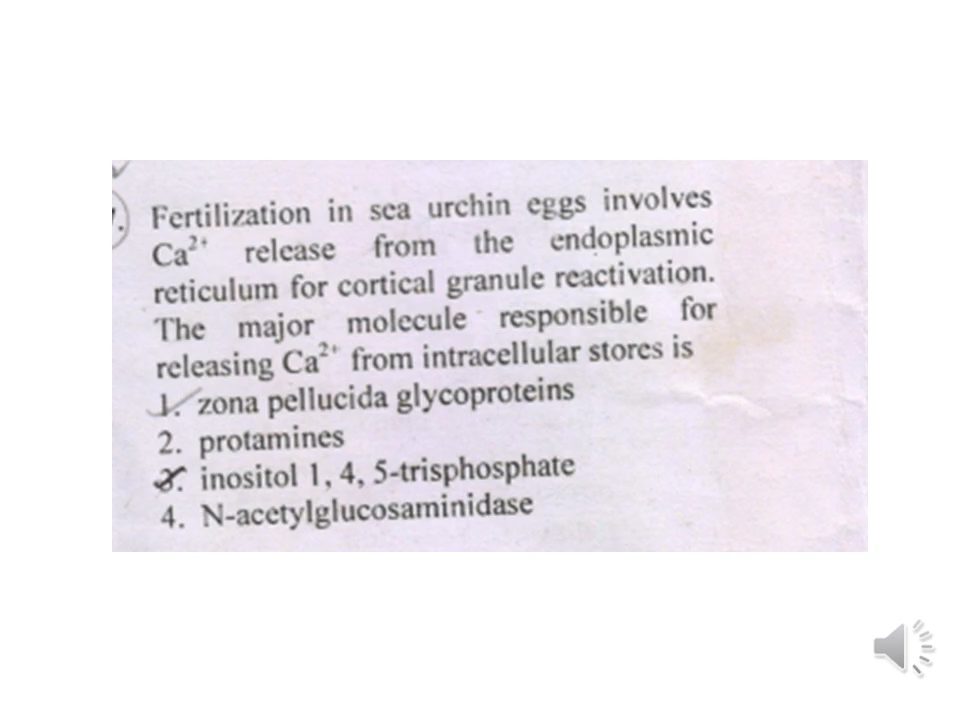 Fertilization in sea urchin eggs involves
Ca²⁺ release from the endoplasmic
reticulum for cortical granule reactivation.
The major molecule responsible for
releasing Ca²⁺ from intracellular stores is
1. zona pellucida glycoproteins
2. protamines
3. inositol 1, 4, 5-trisphosphate
4. N-acetylglucosaminidase